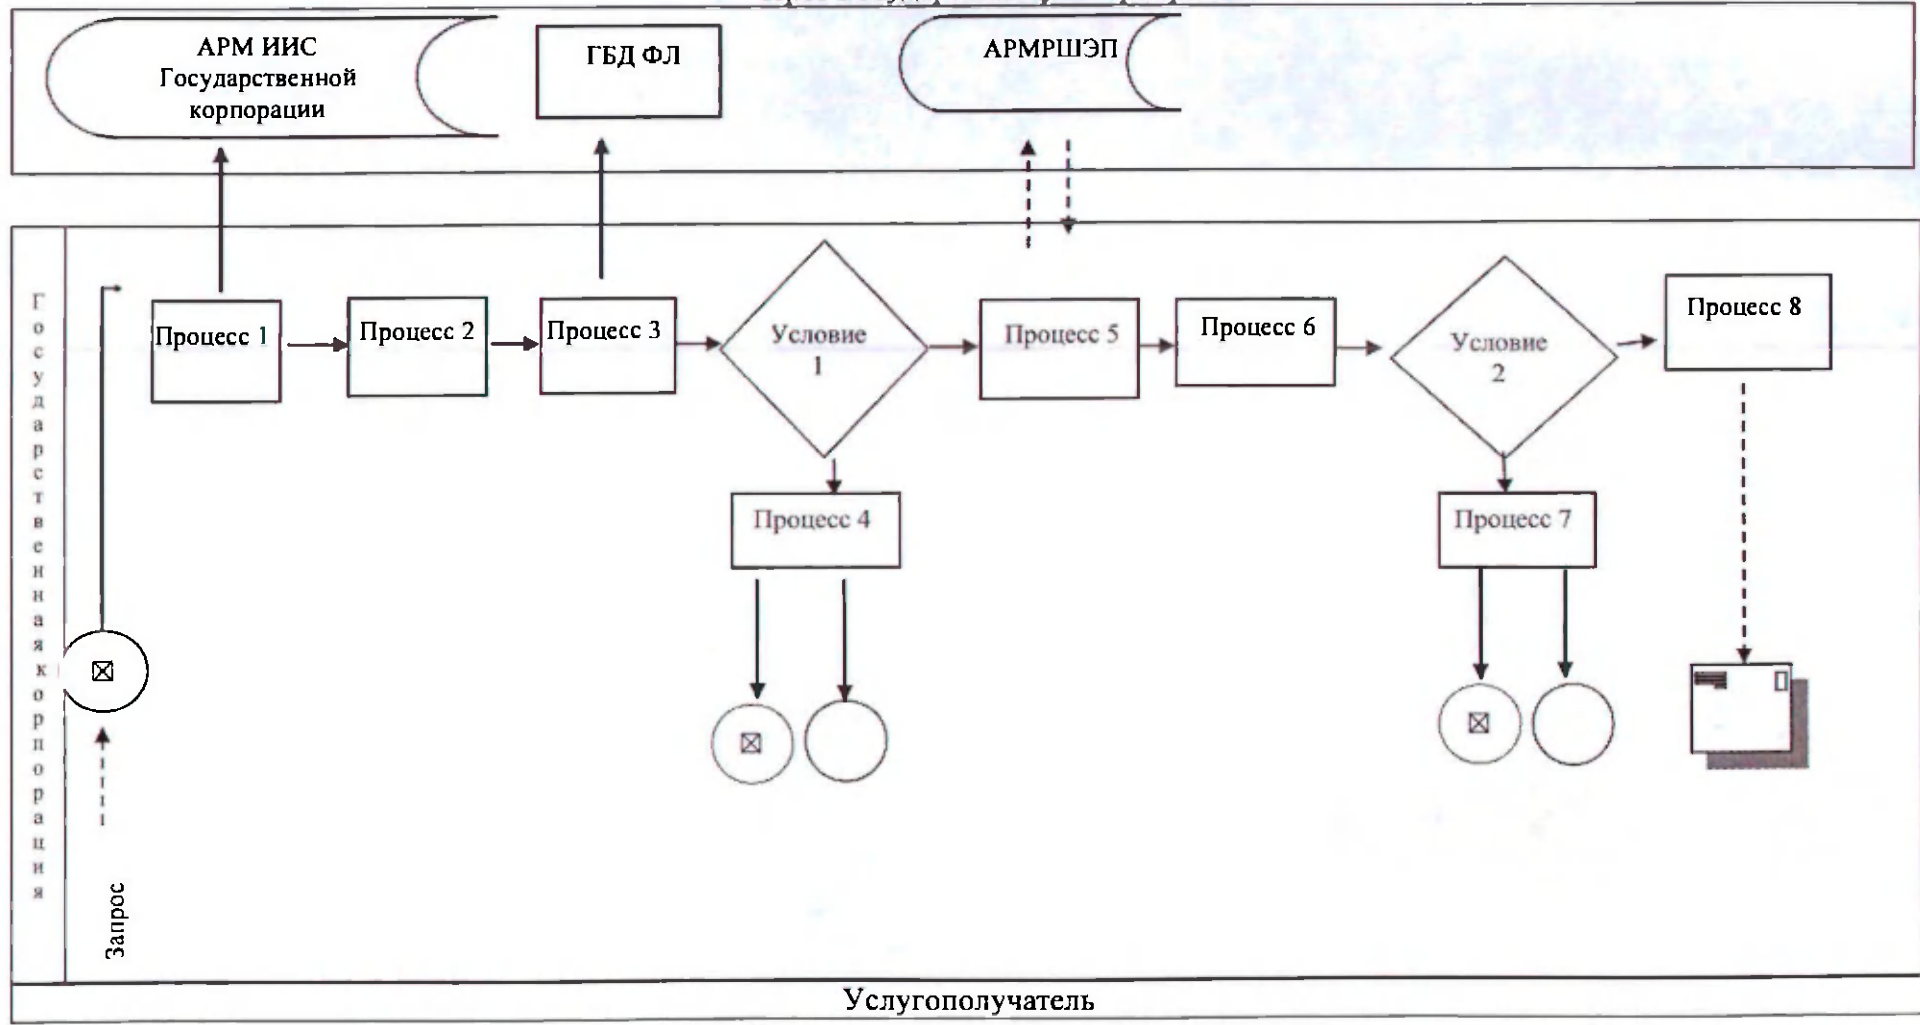 АРМ ИИС
Государственной
корпорации
ГБД ФЛ
АРМРШЭП
Государственная корпорация
Процесс 1
Процесс 2
Процесс 3
Условие
1
Процесс 5
Процесс 6
Условие
2
Процесс 8
Процесс 4
Процесс 7
Запрос
Услугополучатель